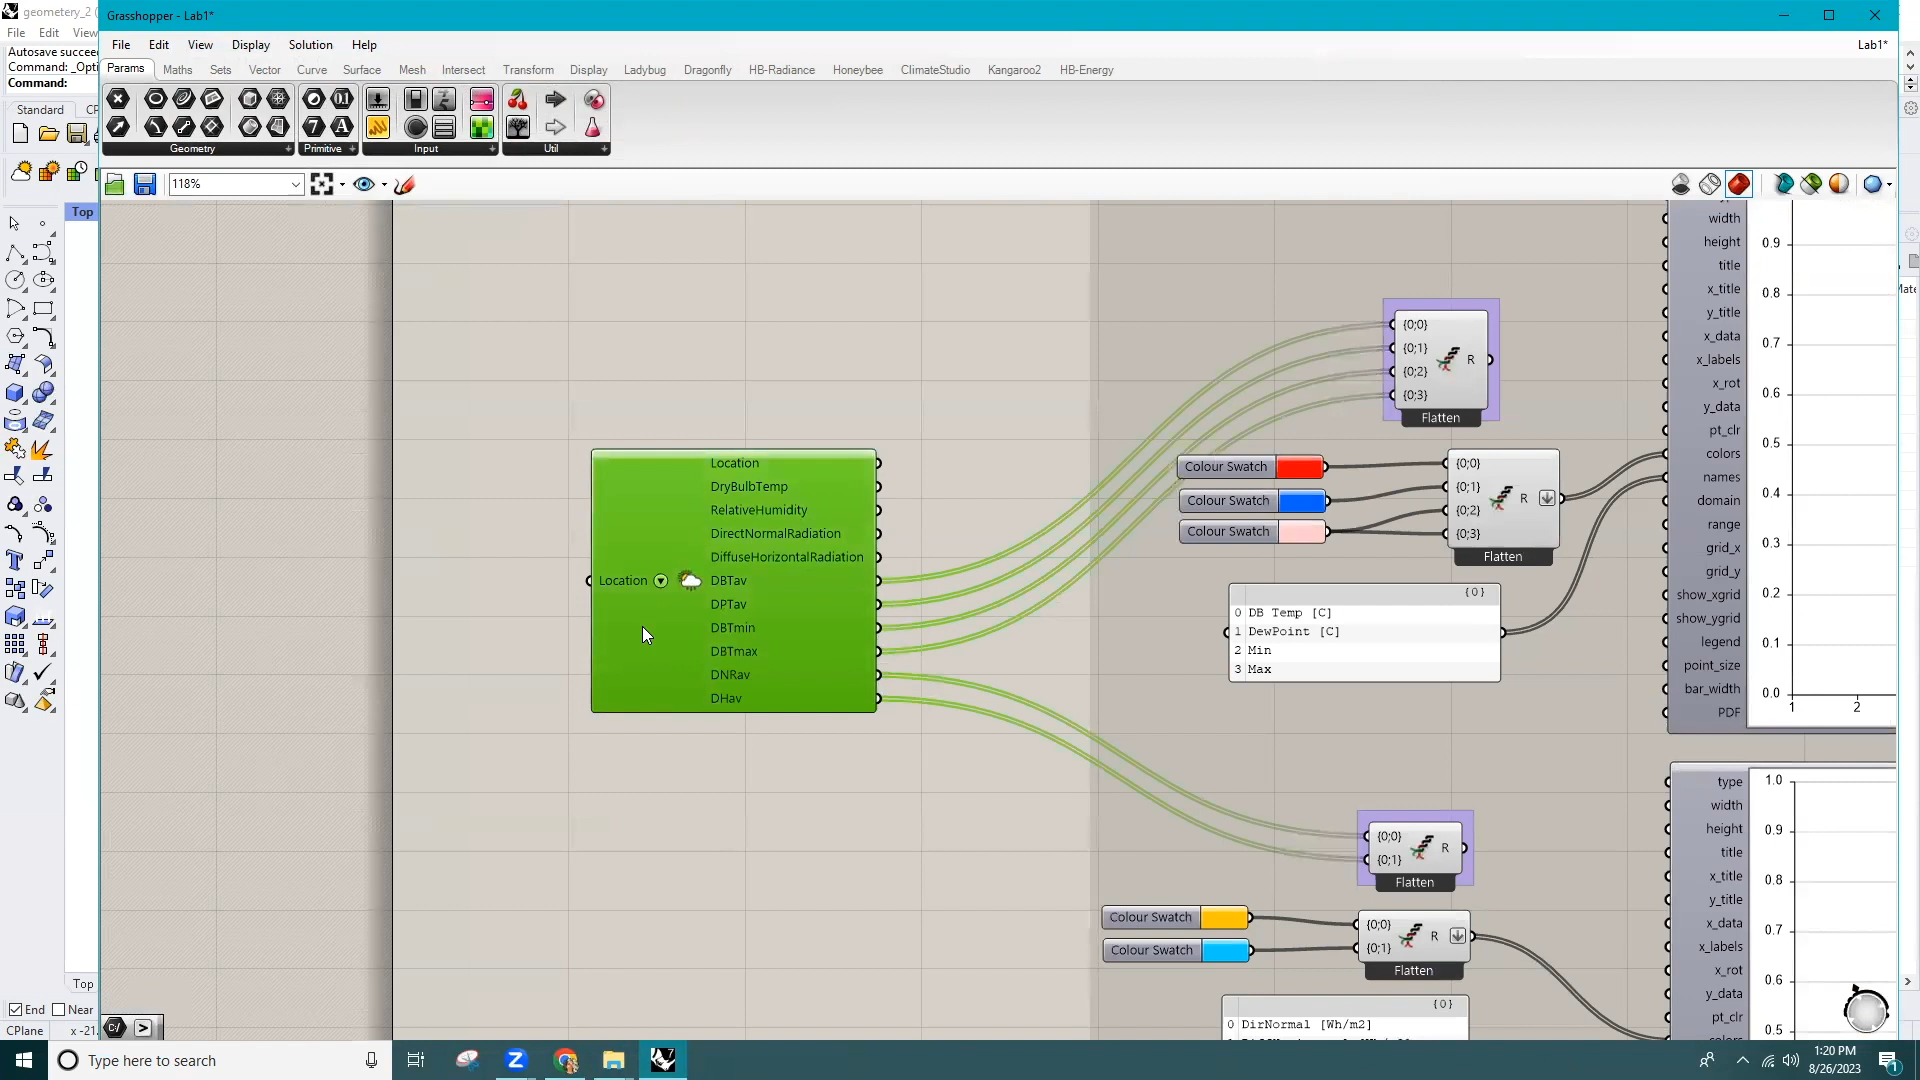 geometery_2 (
Grasshopper - Lab1*
File Edit View
File Edit View Display Solution Help
Lab1*
Autosave succee
Command: _Opti
Command:
Params Maths Sets Vector Curve Surface Mesh Intersect Transform Display Ladybug Dragonfly HB-Radiance Honeybee ClimateStudio Kangaroo2 HB-Energy
Standard CP
Geometry
Primitive
Input
Util
118%
Top
Location
DryBulbTemp
RelativeHumidity
DirectNormalRadiation
DiffuseHorizontalRadiation
Location
DBTav
DPTav
DBTmin
DBTmax
DNRav
DHav
{0;0}
{0;1}
{0;2}
{0;3}
R
Flatten
Colour Swatch
Colour Swatch
Colour Swatch
{0;0}
{0;1}
{0;2}
{0;3}
R
Flatten
{0}
0 DB Temp [C]
1 DewPoint [C]
2 Min
3 Max
{0;0}
{0;1}
R
Flatten
Colour Swatch
Colour Swatch
{0;0}
{0;1}
R
Flatten
{0}
0 DirNormal [Wh/m2]
width
height
title
x_title
y_title
x_data
x_labels
x_rot
y_data
pt_clr
colors
names
domain
range
grid_x
grid_y
show_xgrid
show_ygrid
legend
point_size
bar_width
PDF
0.9
0.8
0.7
0.6
0.5
0.4
0.3
0.2
0.1
0.0
1 2
type
width
height
title
x_title
y_title
x_data
x_labels
x_rot
y_data
pt_clr
1.0
0.9
0.8
0.7
0.6
0.5
Top
End Near
CPlane x -21.
Type here to search
1:20 PM
8/26/2023
1